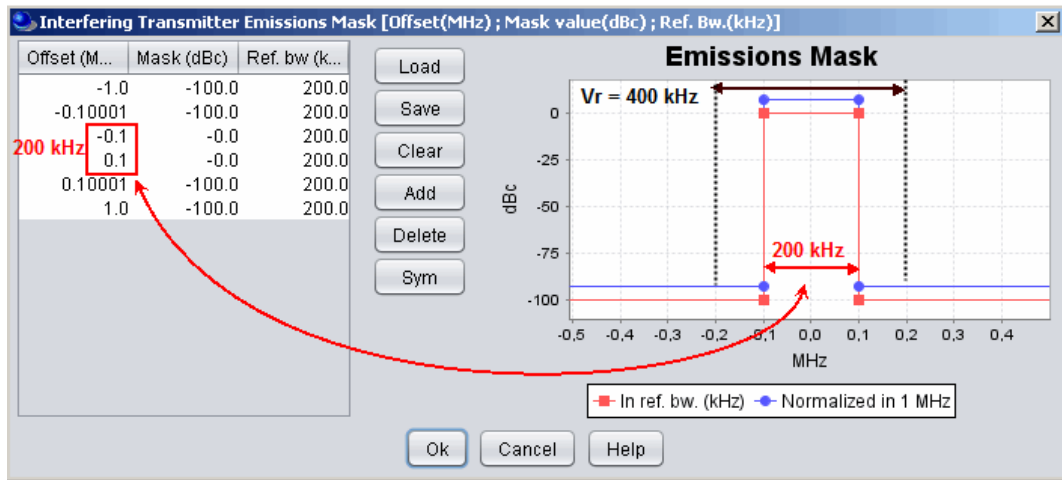 Interfering Transmitter Emissions Mask [Offset(MHz) ; Mask value(dBc) ; Ref. Bw.(kHz)]
Offset (M... Mask (dBc) Ref. bw (k...
-1.0 -100.0 200.0
-0.10001 -100.0 200.0
-0.1 -0.0 200.0
0.1 -0.0 200.0
0.10001 -100.0 200.0
1.0 -100.0 200.0
200 kHz
Load
Save
Clear
Add
Delete
Sym
Emissions Mask
Vr = 400 kHz
200 kHz
dBc
0
-25
-50
-75
-100
-0,5 -0,4 -0,3 -0,2 -0,1 0,0 0,1 0,2 0,3 0,4
MHz
In ref. bw. (kHz) Normalized in 1 MHz
Ok Cancel Help